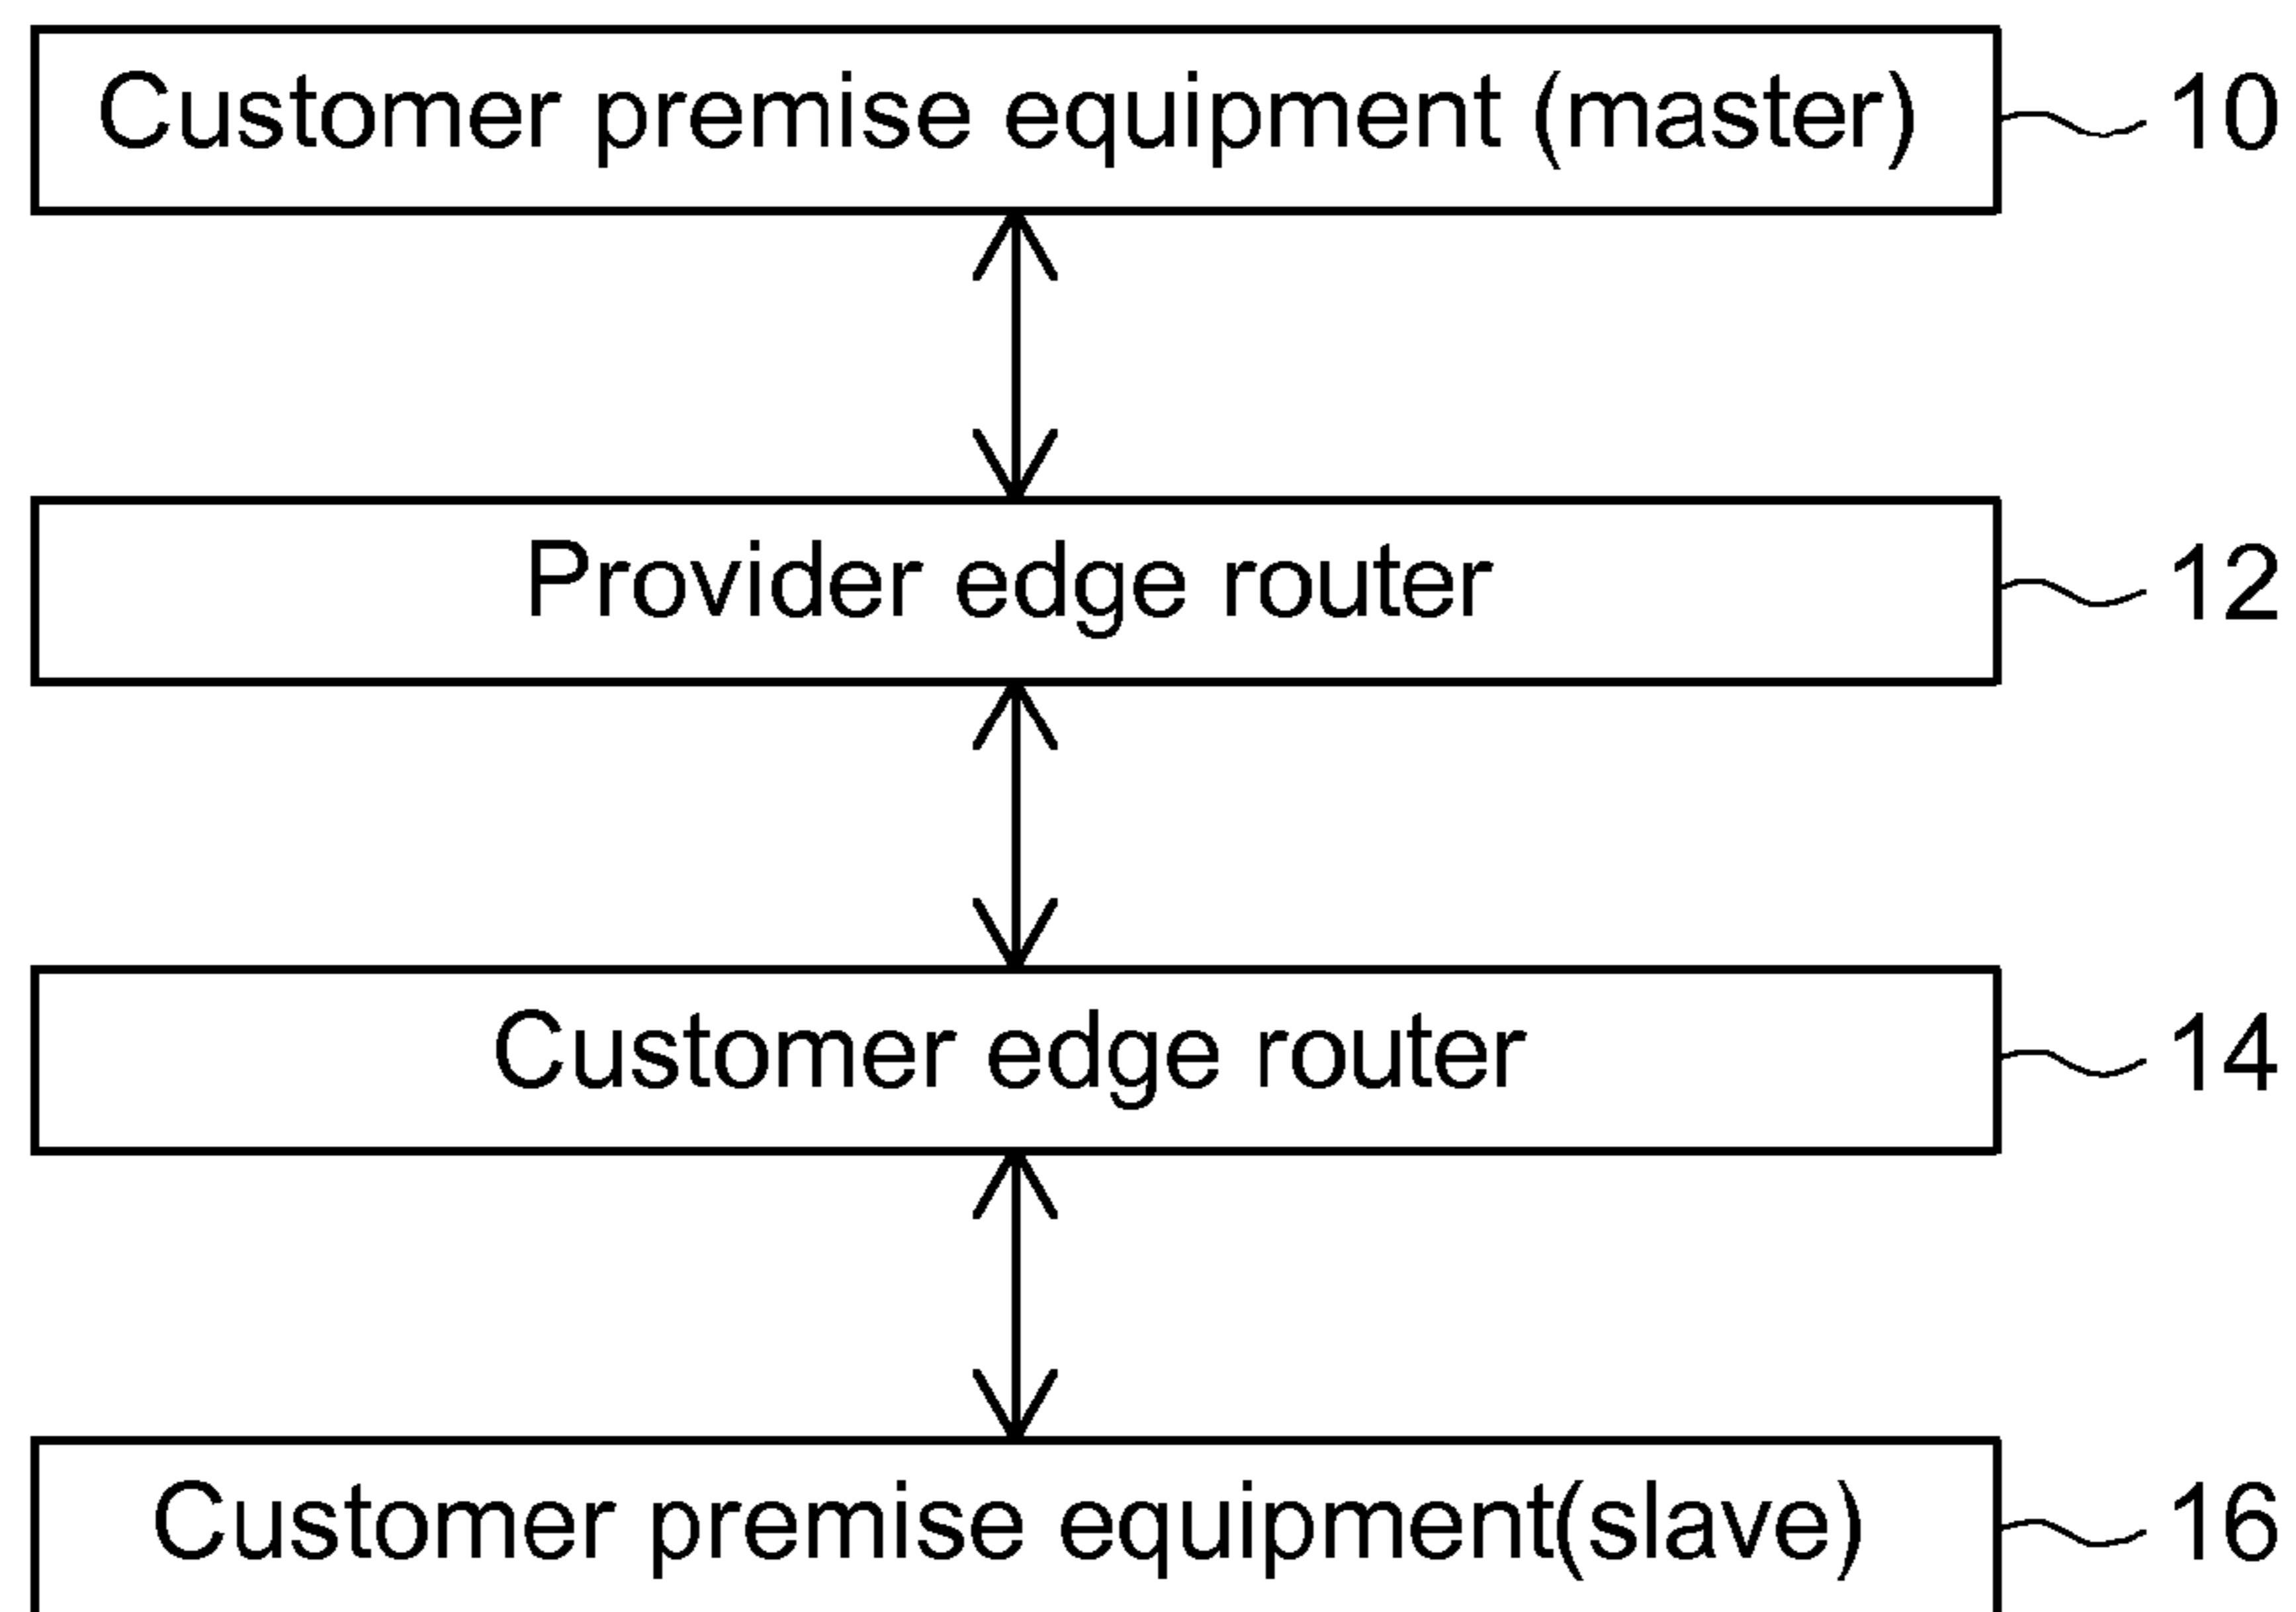 Customer premise equipment (master) 10
Provider edge router 12
Customer edge router 14
Customer premise equipment(slave) 16